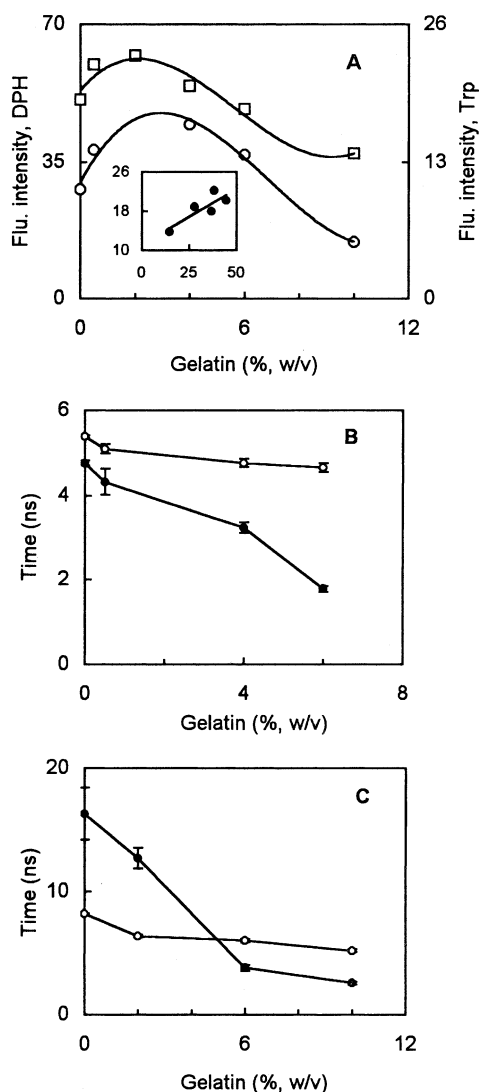 70
26
A
Flu. intensity, DPH
35
13
Flu. intensity, Trp
26
18
10
0
25
50
0
0
0
6
12
Gelatin (%, w/v)
6
B
4
Time (ns)
2
0
0
4
8
Gelatin (%, w/v)
20
C
Time (ns)
10
0
0
6
12
Gelatin (%, w/v)